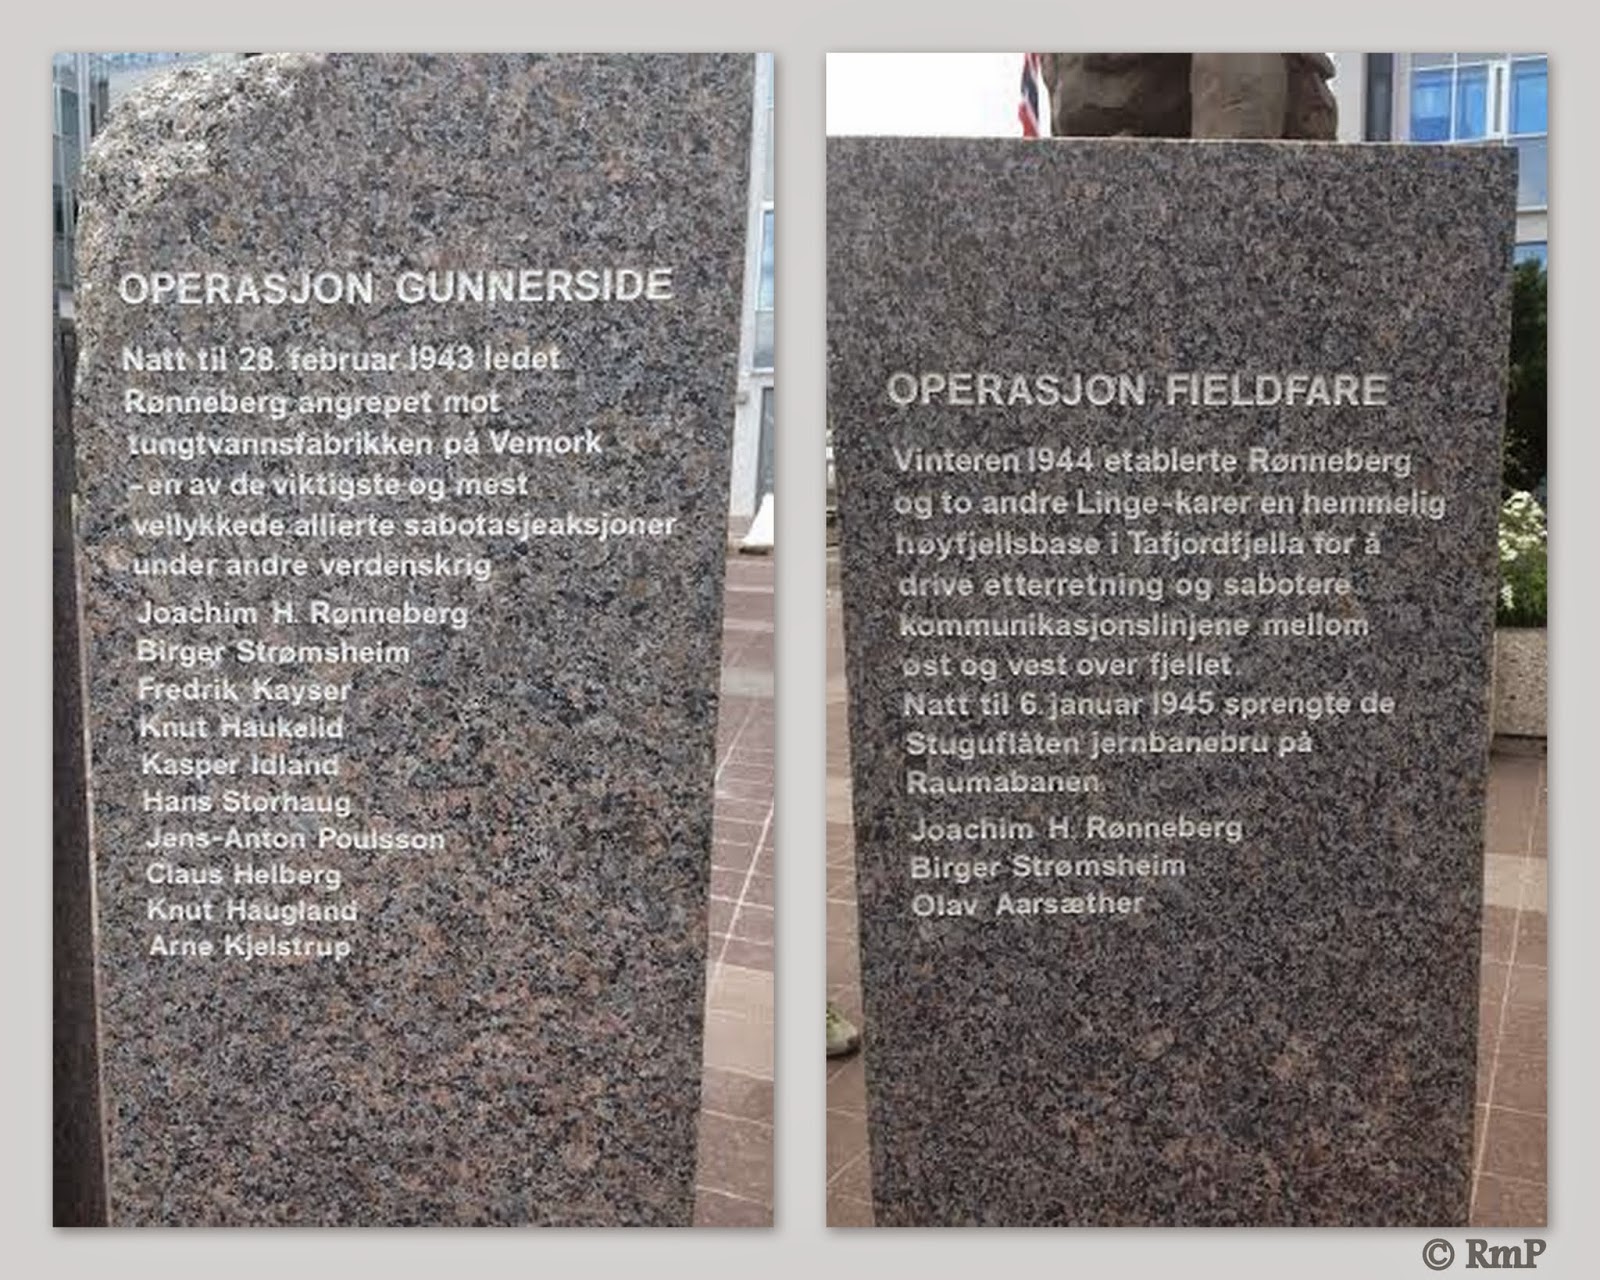 OPERASJON GUNNERSIDE
Natt til 28. februar 1943 ledet
Rønneberg angrepet mot
tungtvannsfabrikken på Vemork
- en av de viktigste og mest
vellykkede allierte sabotasjeaksjoner
under andre verdenskrig
Joachim H. Rønneberg
Birger Strømsheim
Fredrik Kayser
Knut Haukelid
Kasper Idland
Hans Storhaug
Jens-Anton Poulsson
Claus Helberg
Knut Haugland
Arne Kjelstrup
OPERASJON FIELDFARE
Vinteren 1944 etablerte Rønneberg
og to andre Linge-karer en hemmelig
høyfjellsbase i Tafjordfjella for å
drive etterretning og sabotere
kommunikasjonslinjene mellom
øst og vest over fjellet.
Natt til 6. januar 1945 sprengte de
Stuguflåten jernbanebru på
Raumabanen
Joachim H. Rønneberg
Birger Strømsheim
Olav Aarsæther
© RmP